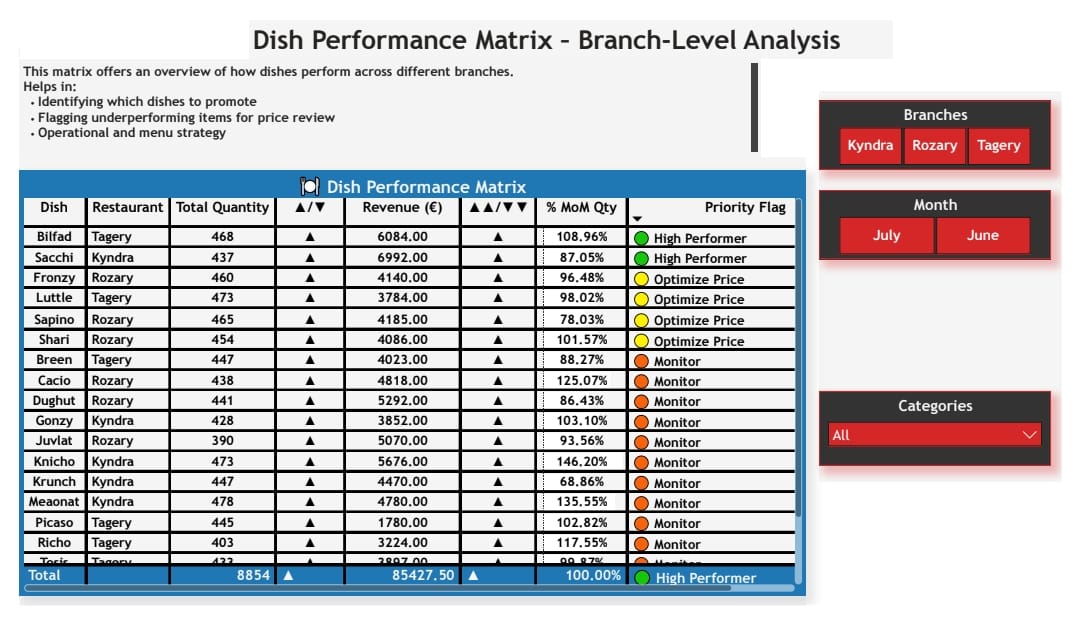 Dish Performance Matrix – Branch-Level Analysis
This matrix offers an overview of how dishes perform across different branches.
Helps in:
• Identifying which dishes to promote
• Flagging underperforming items for price review
• Operational and menu strategy
Branches
Kyndra Rozary Tagery
Month
July June
Categories
All
Dish Performance Matrix
Dish Restaurant Total Quantity ▲/▼ Revenue (€) ▲▲/▼▼ % MoM Qty Priority Flag
Bilfad Tagery 468 ▲ 6084.00 ▲ 108.96% High Performer
Sacchi Kyndra 437 ▲ 6992.00 ▲ 87.05% High Performer
Fronzy Rozary 460 ▲ 4140.00 ▲ 96.48% Optimize Price
Luttle Tagery 473 ▲ 3784.00 ▲ 98.02% Optimize Price
Sapino Rozary 465 ▲ 4185.00 ▲ 78.03% Optimize Price
Shari Rozary 454 ▲ 4086.00 ▲ 101.57% Optimize Price
Breen Tagery 447 ▲ 4023.00 ▲ 88.27% Monitor
Cacio Rozary 438 ▲ 4818.00 ▲ 125.07% Monitor
Dughut Rozary 441 ▲ 5292.00 ▲ 86.43% Monitor
Gonzy Kyndra 428 ▲ 3852.00 ▲ 103.10% Monitor
Juvlat Rozary 390 ▲ 5070.00 ▲ 93.56% Monitor
Knicho Kyndra 473 ▲ 5676.00 ▲ 146.20% Monitor
Krunch Kyndra 447 ▲ 4470.00 ▲ 68.86% Monitor
Meaonat Kyndra 478 ▲ 4780.00 ▲ 135.55% Monitor
Picaso Tagery 445 ▲ 1780.00 ▲ 102.82% Monitor
Richo Tagery 403 ▲ 3224.00 ▲ 117.55% Monitor
Tagery 433 ▲ 3897.00 ▲ 99.87% Monitor
Total 8854 ▲ 85427.50 ▲ 100.00% High Performer